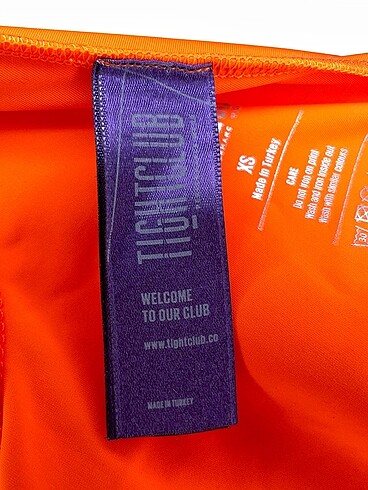 TIGHTCLUB
WELCOME
TO OUR CLUB
www.tightclub.co
MADE IN TURKEY
XS
Made in Turkey
CARE
Do not iron on print
Wash and iron inside out
Wash with similar colours
30